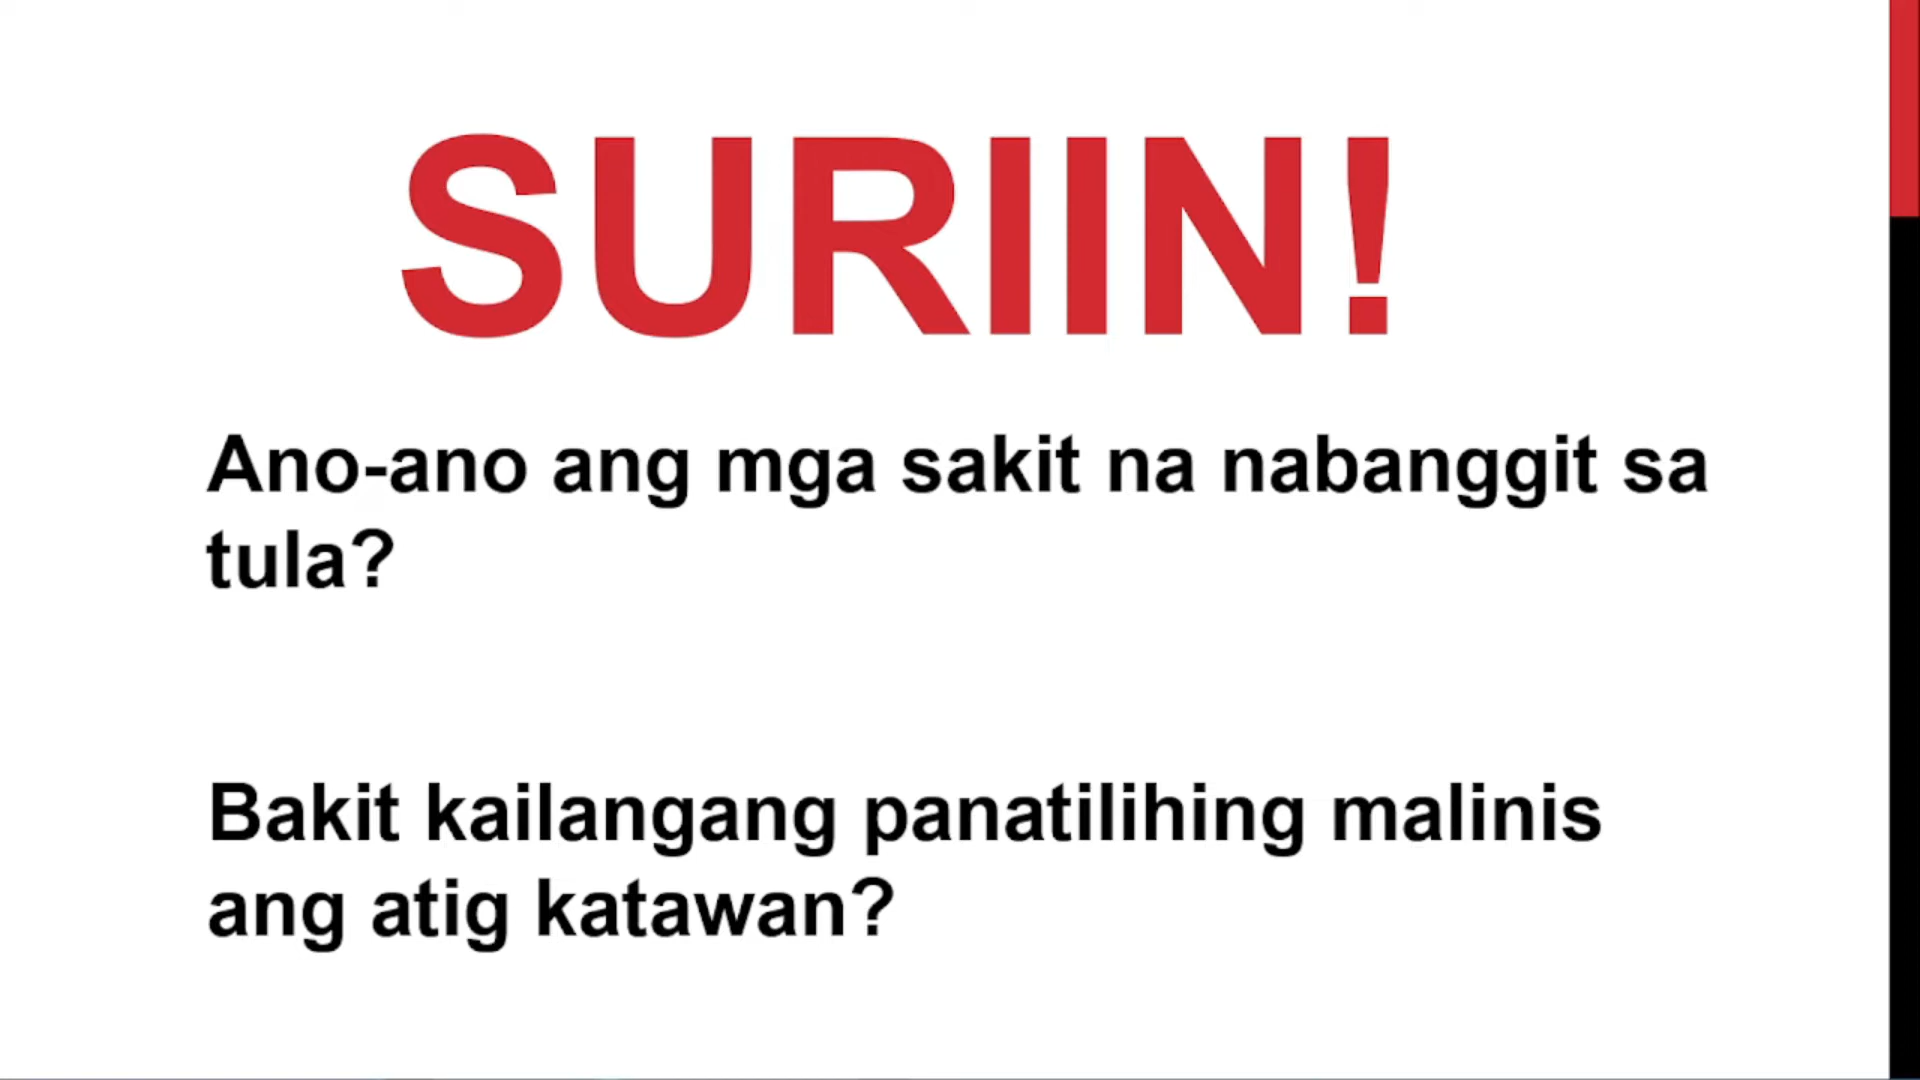 SURIIN!
Ano-ano ang mga sakit na nabanggit sa
tula?
Bakit kailangang panatilihing malinis
ang atig katawan?